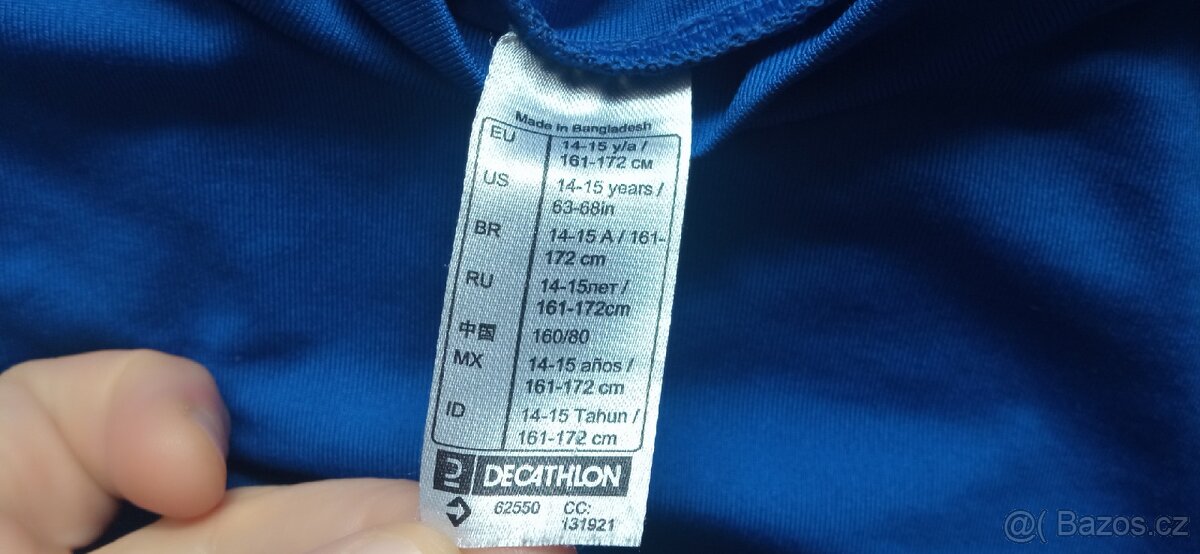 Made in Bangladesh
EU 14-15 y/a /
161-172 CM
US 14-15 years /
63-68in
BR 14-15 A / 161-
172 cm
RU 14-15лет /
161-172cm
中国 160/80
MX 14-15 años /
161-172 cm
ID 14-15 Tahun /
161-172 cm
DECATHLON
62550 CC:
131921
@( Bazos.cz